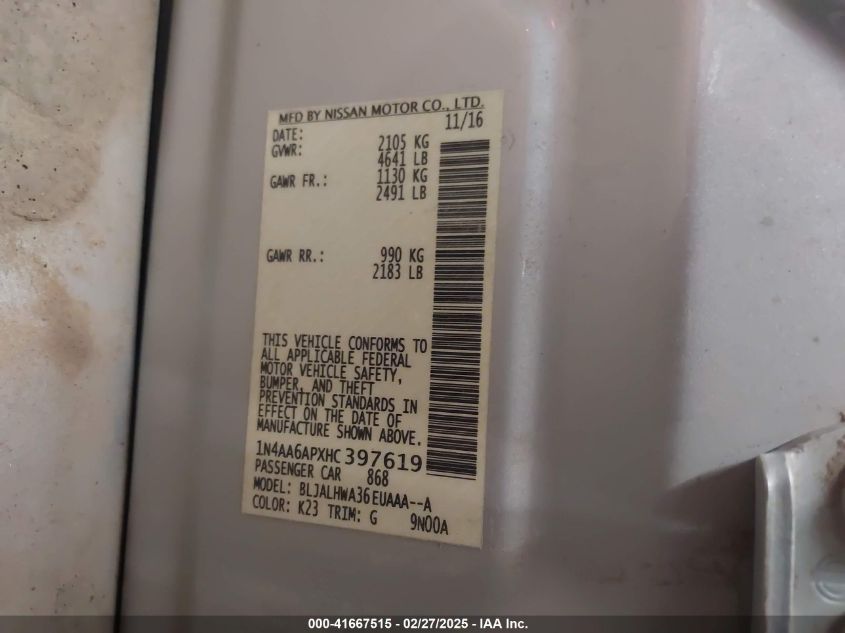 MFD BY NISSAN MOTOR CO., LTD.
DATE: 11/16
GVWR: 2105 KG
4641 LB
GAWR FR.: 1130 KG
2491 LB
GAWR RR.: 990 KG
2183 LB
THIS VEHICLE CONFORMS TO
ALL APPLICABLE FEDERAL
MOTOR VEHICLE SAFETY,
BUMPER, AND THEFT
PREVENTION STANDARDS IN
EFFECT ON THE DATE OF
MANUFACTURE SHOWN ABOVE.
1N4AA6APXHC397619
PASSENGER CAR 868
MODEL: BLJALHWA36EUAAA--A
COLOR: K23 TRIM: G 9N00A
000-41667515 - 02/27/2025 - IAA Inc.